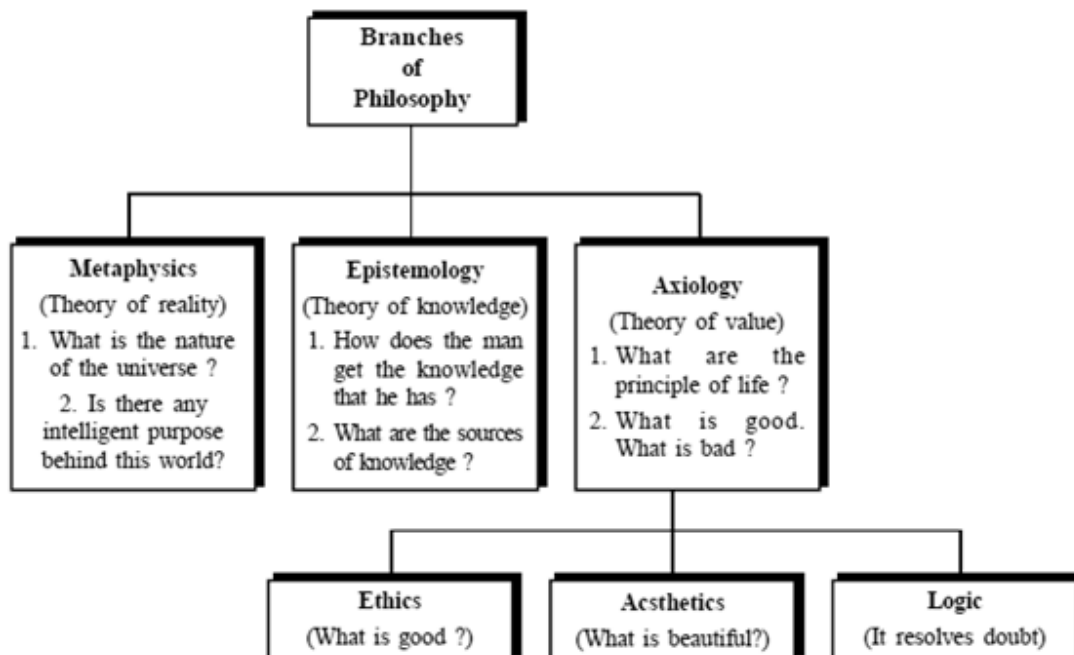 Branches
of
Philosophy
Metaphysics
(Theory of reality)
1. What is the nature
of the universe ?
2. Is there any
intelligent purpose
behind this world?
Epistemology
(Theory of knowledge)
1. How does the man
get the knowledge
that he has ?
2. What are the sources
of knowledge ?
Axiology
(Theory of value)
1. What are the
principle of life ?
2. What is good.
What is bad ?
Ethics
(What is good ?)
Acsthetics
(What is beautiful?)
Logic
(It resolves doubt)